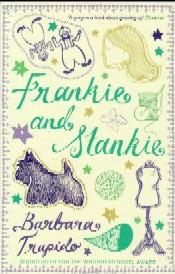 'A gorgeous book about growing up' Observer
Frankie
and Stankie
Barbara
Trapido
SHORTLISTED FOR THE WHITBREAD NOVEL AWARD